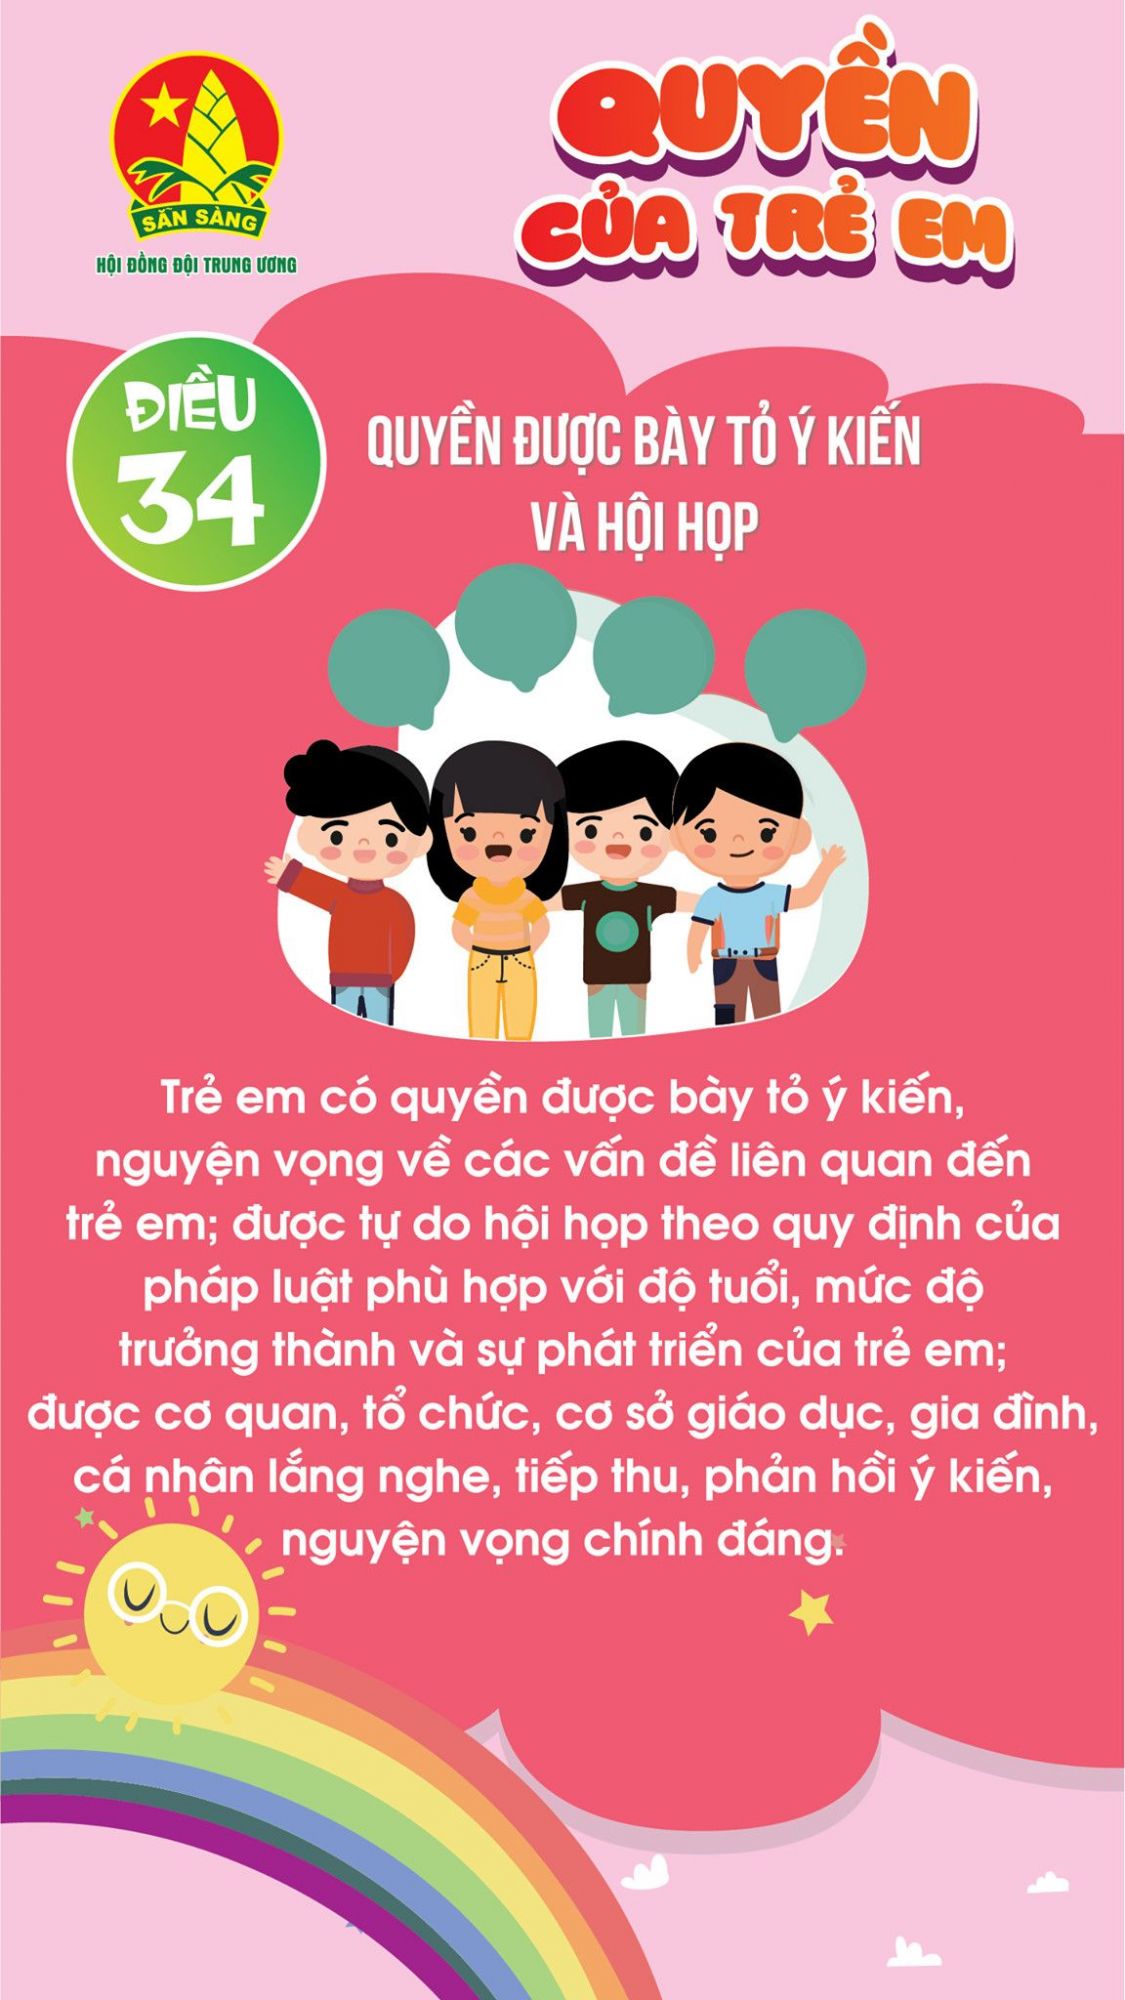 QUYỀN
CỦA TRẺ EM
SẴN SÀNG
HỘI ĐỒNG ĐỘI TRUNG ƯƠNG
ĐIỀU
34
QUYỀN ĐƯỢC BÀY TỎ Ý KIẾN
VÀ HỘI HỌP
Trẻ em có quyền được bày tỏ ý kiến,
nguyện vọng về các vấn đề liên quan đến
trẻ em; được tự do hội họp theo quy định của
pháp luật phù hợp với độ tuổi, mức độ
trưởng thành và sự phát triển của trẻ em;
được cơ quan, tổ chức, cơ sở giáo dục, gia đình,
cá nhân lắng nghe, tiếp thu, phản hồi ý kiến,
nguyện vọng chính đáng.